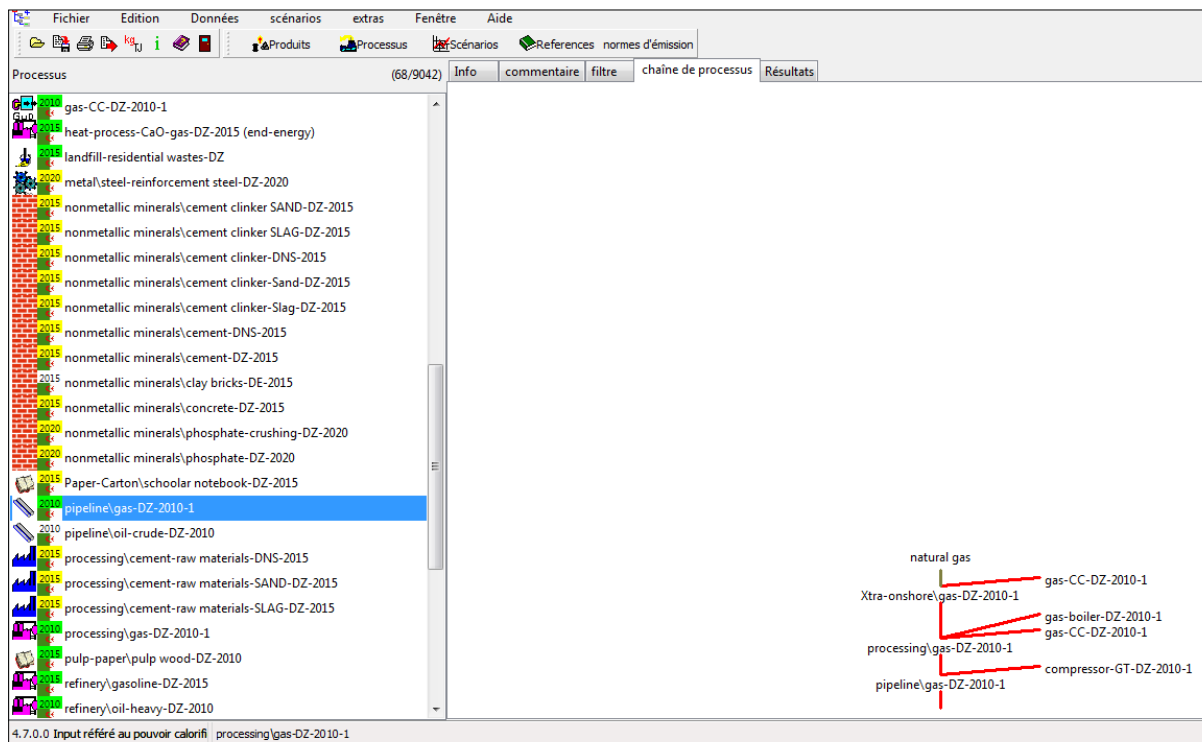 Fichier Edition Données scénarios extras Fenêtre Aide
kg TJ i Produits Processus Scénarios References normes d'émission
Processus (68/9042) Info commentaire filtre chaîne de processus Résultats
2010 gas-CC-DZ-2010-1
2015 heat-process-CaO-gas-DZ-2015 (end-energy)
2015 landfill-residential wastes-DZ
2020 metal\steel-reinforcement steel-DZ-2020
2015 nonmetallic minerals\cement clinker SAND-DZ-2015
2015 nonmetallic minerals\cement clinker SLAG-DZ-2015
2015 nonmetallic minerals\cement clinker-DNS-2015
2015 nonmetallic minerals\cement clinker-Sand-DZ-2015
2015 nonmetallic minerals\cement clinker-Slag-DZ-2015
2015 nonmetallic minerals\cement-DNS-2015
2015 nonmetallic minerals\cement-DZ-2015
2015 nonmetallic minerals\clay bricks-DE-2015
2015 nonmetallic minerals\concrete-DZ-2015
2020 nonmetallic minerals\phosphate-crushing-DZ-2020
2020 nonmetallic minerals\phosphate-DZ-2020
2015 Paper-Carton\schoolar notebook-DZ-2015
2010 pipeline\gas-DZ-2010-1
2010 pipeline\oil-crude-DZ-2010
2015 processing\cement-raw materials-DNS-2015
2015 processing\cement-raw materials-SAND-DZ-2015
2015 processing\cement-raw materials-SLAG-DZ-2015
2010 processing\gas-DZ-2010-1
2010 pulp-paper\pulp wood-DZ-2010
2015 refinery\gasoline-DZ-2015
2010 refinery\oil-heavy-DZ-2010
natural gas
gas-CC-DZ-2010-1
Xtra-onshore\gas-DZ-2010-1
gas-boiler-DZ-2010-1
gas-CC-DZ-2010-1
processing\gas-DZ-2010-1
compressor-GT-DZ-2010-1
pipeline\gas-DZ-2010-1
4.7.0.0 Input référé au pouvoir calorifi processing\gas-DZ-2010-1